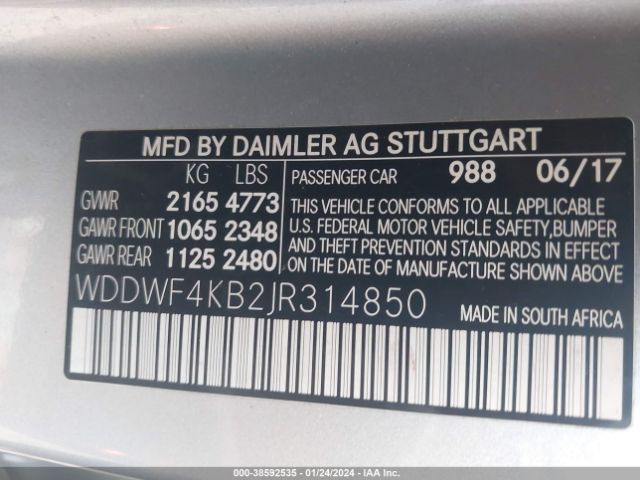 MFD BY DAIMLER AG STUTTGART
KG LBS
GVWR 2165 4773
GAWR FRONT 1065 2348
GAWR REAR 1125 2480
PASSENGER CAR 988 06/17
THIS VEHICLE CONFORMS TO ALL APPLICABLE
U.S. FEDERAL MOTOR VEHICLE SAFETY,BUMPER
AND THEFT PREVENTION STANDARDS IN EFFECT
ON THE DATE OF MANUFACTURE SHOWN ABOVE
WDDWF4KB2JR314850
MADE IN SOUTH AFRICA
000-38592535 - 01/24/2024 - IAA Inc.